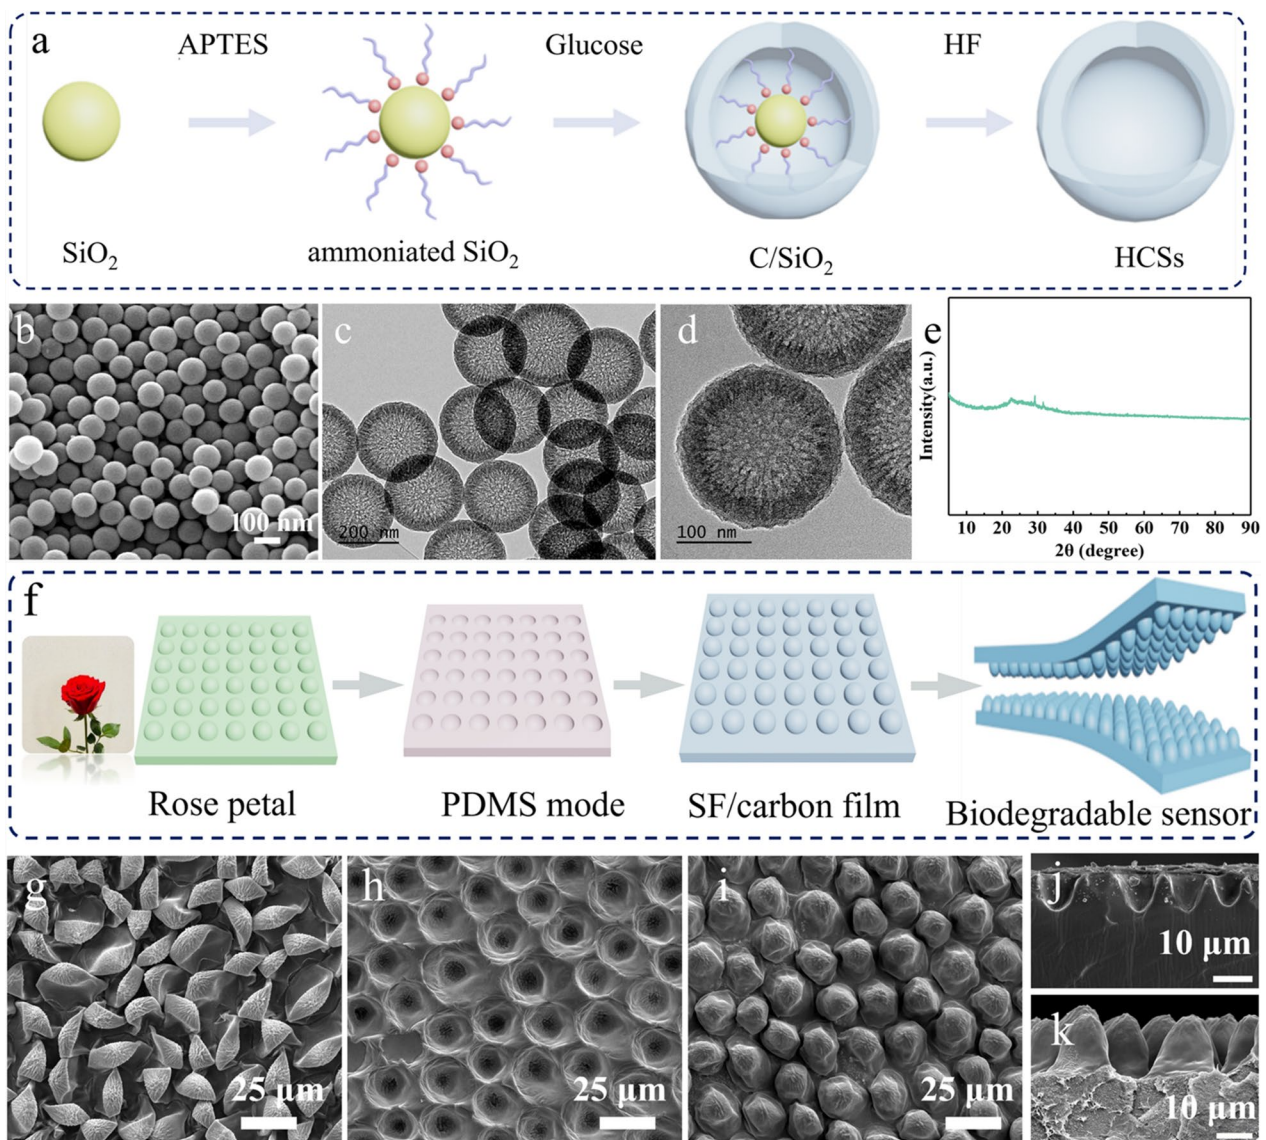 a
APTES
Glucose
HF
SiO₂
ammoniated SiO₂
C/SiO₂
HCSs
b
100 nm
c
200 nm
d
100 nm
e
Intensity(a.u.)
10 20 30 40 50 60 70 80 90
2θ (degree)
f
Rose petal
PDMS mode
SF/carbon film
Biodegradable sensor
g
25 μm
h
25 μm
i
25 μm
j
10 μm
k
10 μm